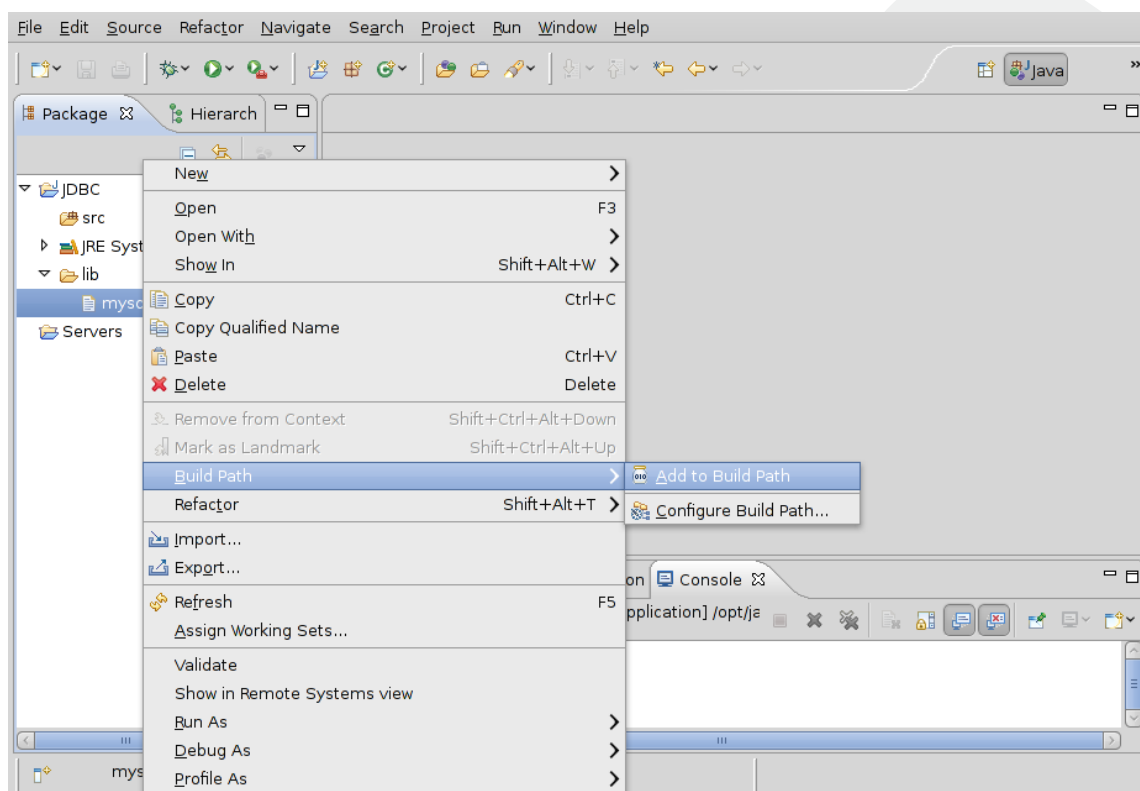 File Edit Source Refactor Navigate Search Project Run Window Help
Java »
Package Hierarch
JDBC
src
JRE Syst
lib
Servers
New
Open F3
Open With
Show In Shift+Alt+W
Copy Ctrl+C
Copy Qualified Name
Paste Ctrl+V
Delete Delete
Remove from Context Shift+Ctrl+Alt+Down
Mark as Landmark Shift+Ctrl+Alt+Up
Build Path
Add to Build Path
Refactor Shift+Alt+T
Configure Build Path...
Import...
Export...
on Console
Refresh F5
pplication] /opt/ja
Assign Working Sets...
Validate
Show in Remote Systems view
Run As
Debug As
mys
Profile As